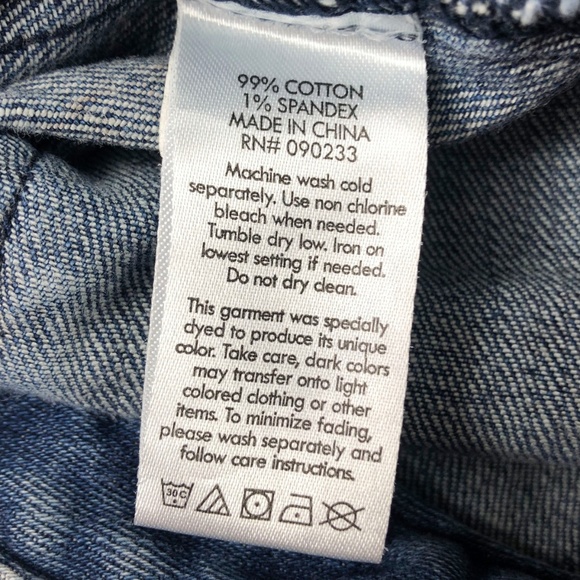 99% COTTON
1% SPANDEX
MADE IN CHINA
RN# 090233
Machine wash cold
separately. Use non chlorine
bleach when needed.
Tumble dry low. Iron on
lowest setting if needed.
Do not dry clean.
This garment was specially
dyed to produce its unique
color. Take care, dark colors
may transfer onto light
colored clothing or other
items. To minimize fading,
please wash separately and
follow care instructions.
30C